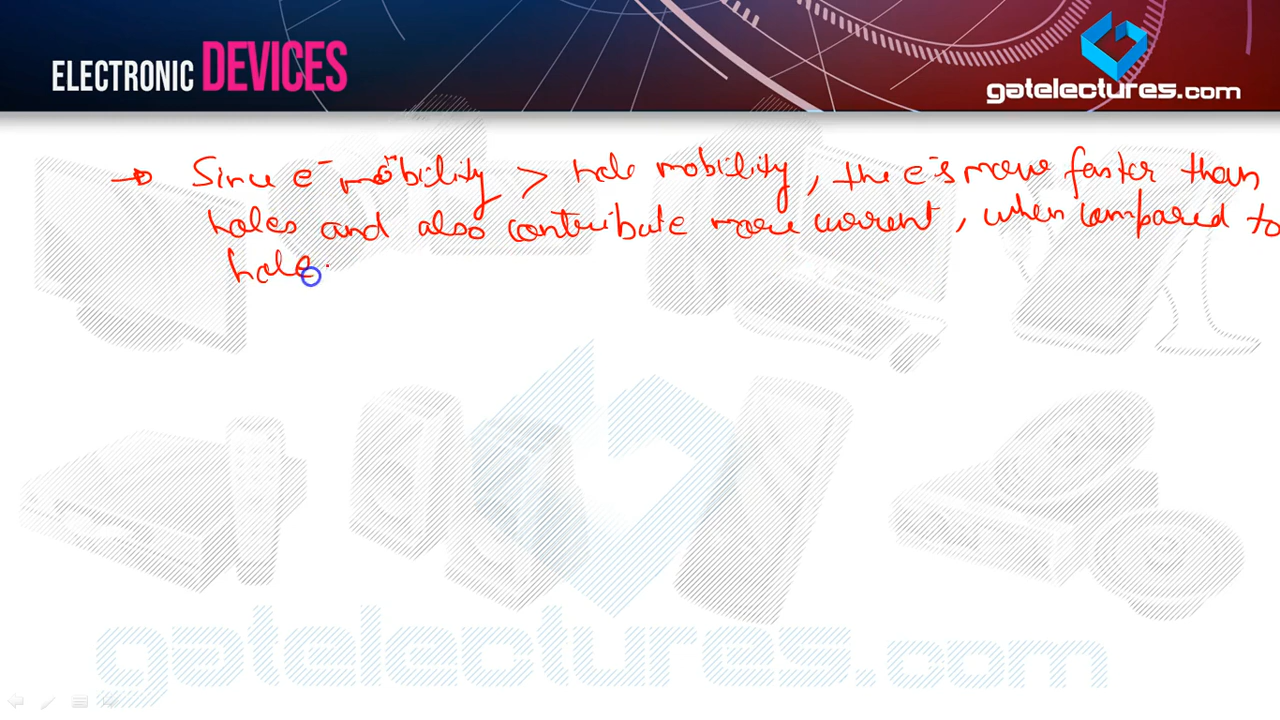 ELECTRONIC DEVICES
gatelectures.com
→ Since e⁻ mobility > hole mobility, the e⁻s move faster than
holes and also contribute more current, when compared to
hole
gatelectures.com